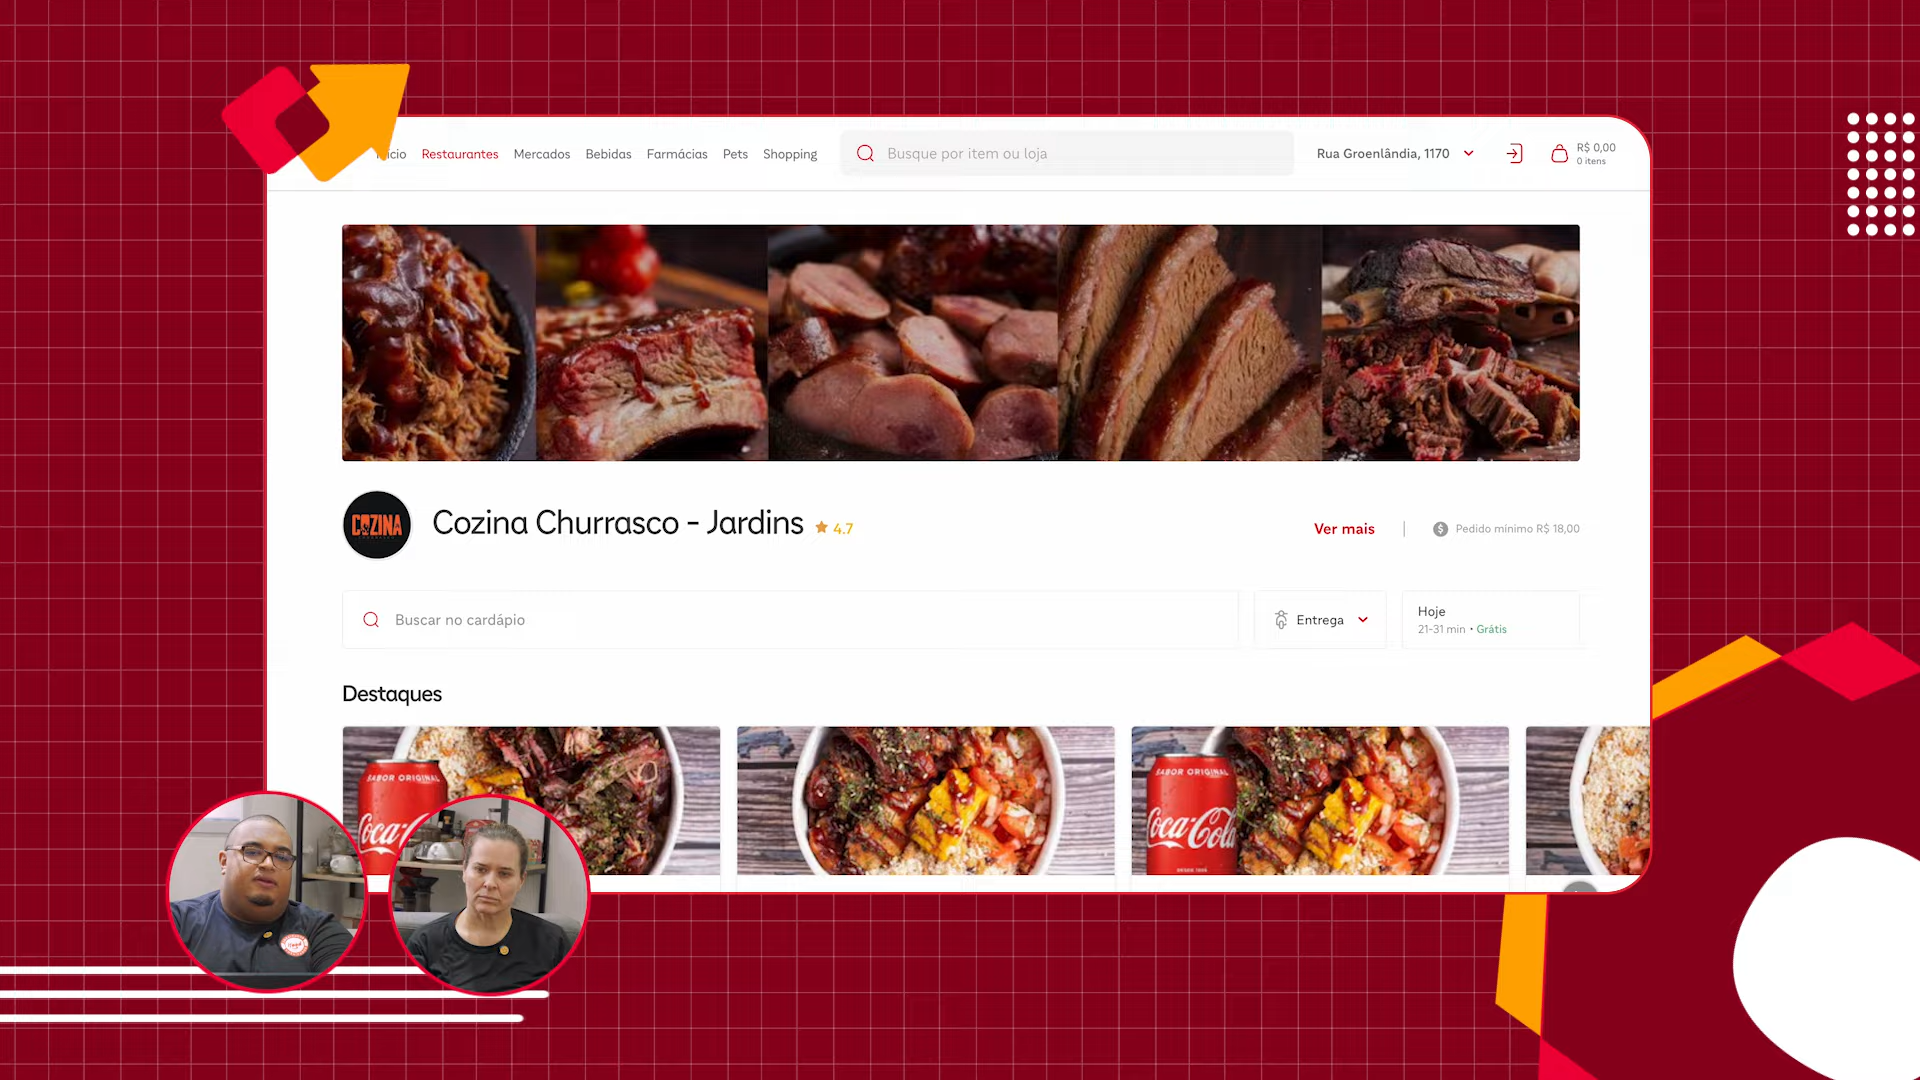 Restaurantes
Mercados
Bebidas
Farmácias
Pets
Shopping
Busque por item ou loja
Rua Groenlândia, 1170
R$ 0,00
0 itens
COZINA
Cozina Churrasco - Jardins
4.7
Ver mais
Pedido mínimo R$ 18,00
Buscar no cardápio
Entrega
Hoje
21-31 min • Grátis
Destaques
SABOR ORIGINAL
SABOR ORIGINAL
Coca-Cola